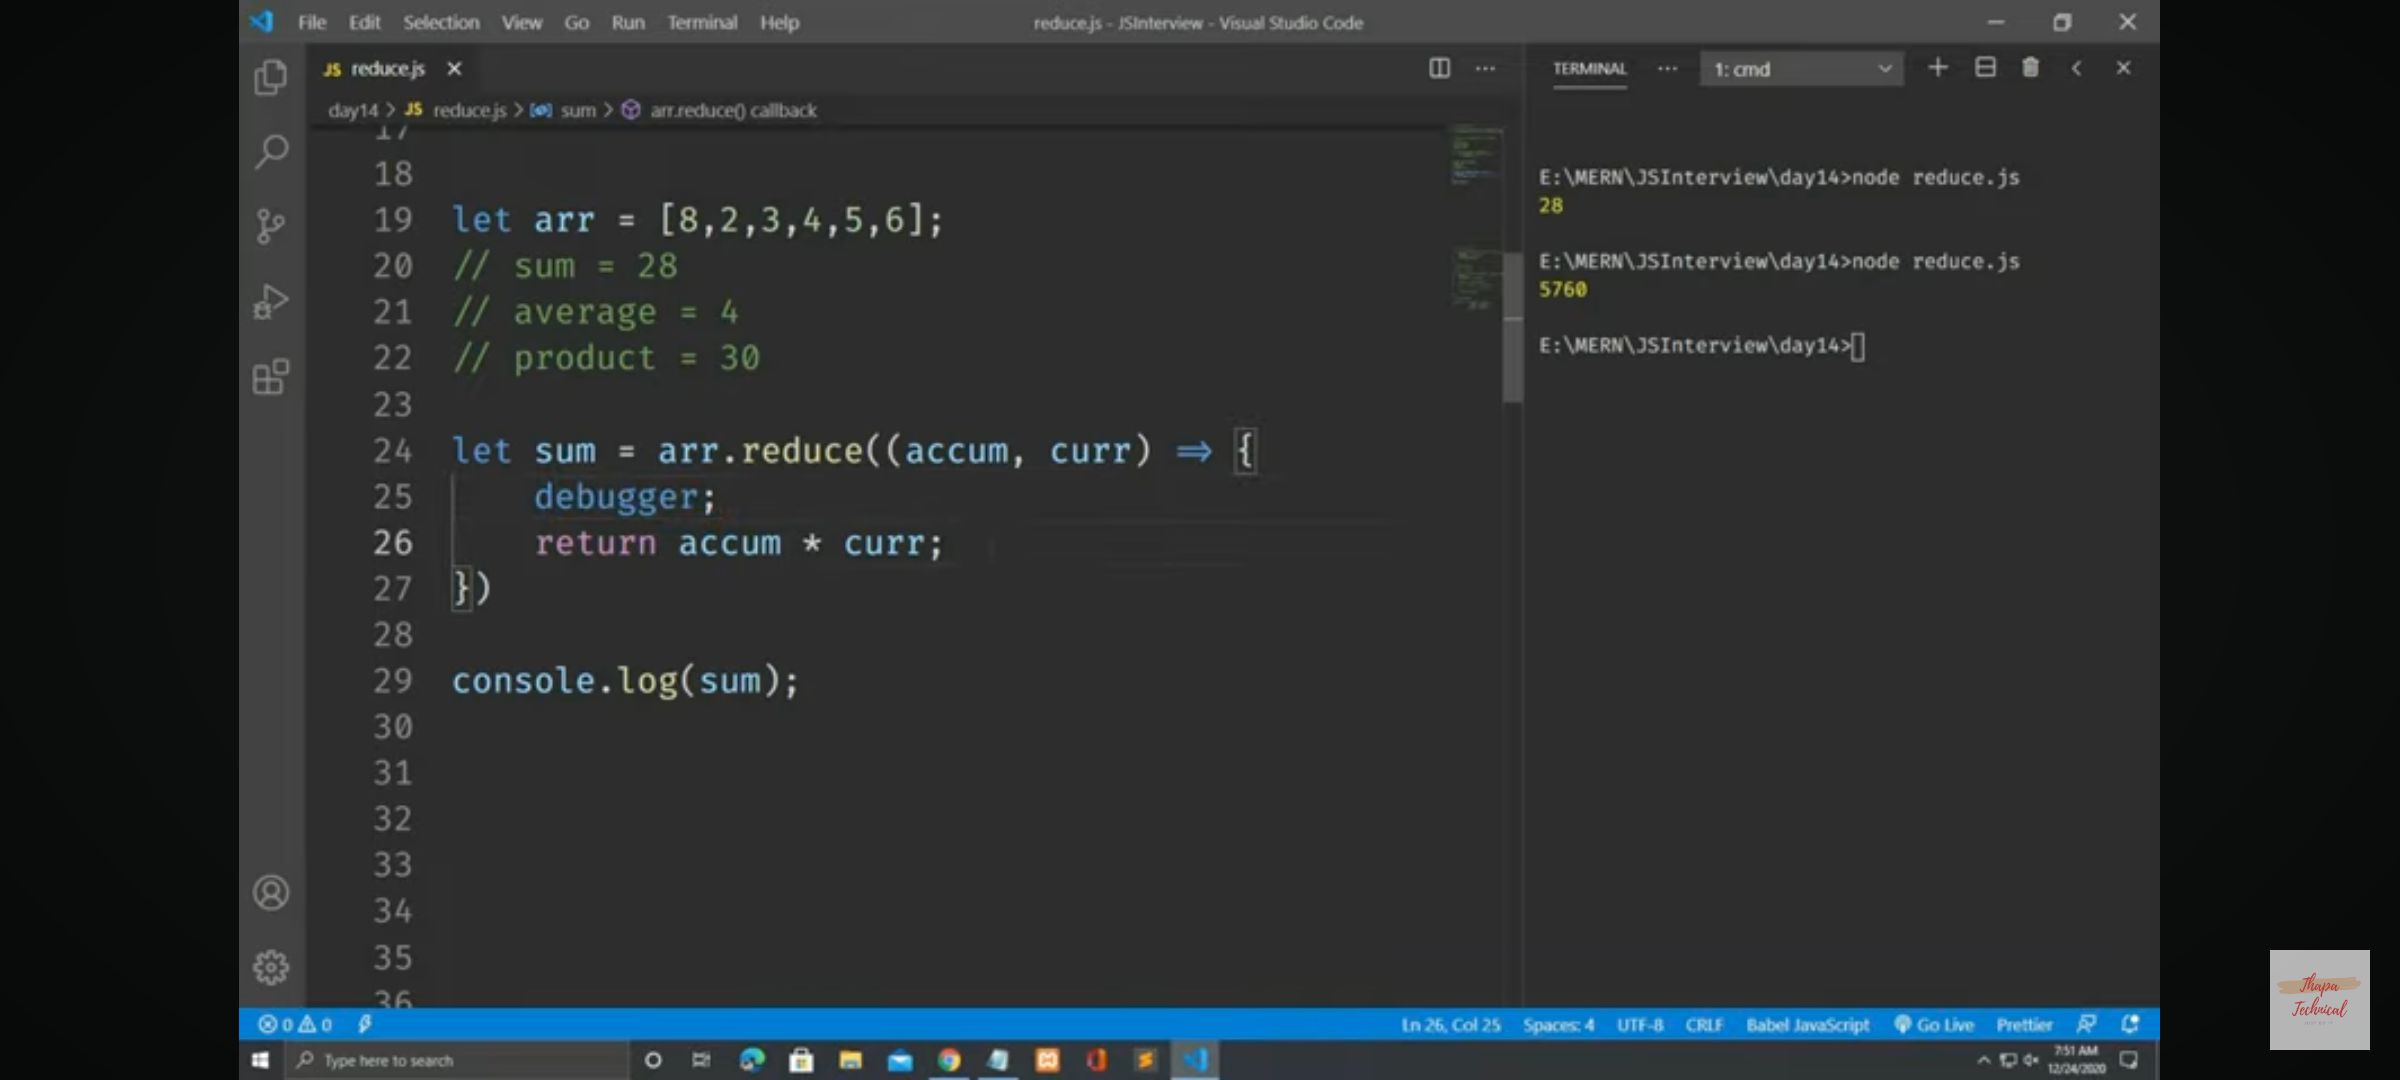 File Edit Selection View Go Run Terminal Help
reduce.js - JSInterview - Visual Studio Code
JS reduce.js
day14 > JS reduce.js > sum > arr.reduce() callback
17
18
19 let arr = [8,2,3,4,5,6];
20 // sum = 28
21 // average = 4
22 // product = 30
23
24 let sum = arr.reduce((accum, curr) ⇒ {
25 debugger;
26 return accum * curr;
27 })
28
29 console.log(sum);
30
31
32
33
34
35
36
TERMINAL ··· 1: cmd
E:\MERN\JSInterview\day14>node reduce.js
28
E:\MERN\JSInterview\day14>node reduce.js
5760
E:\MERN\JSInterview\day14>
0 0
Ln 26, Col 25 Spaces: 4 UTF-8 CRLF Babel JavaScript Go Live Prettier
Type here to search
7:51 AM
12/24/2020
Thapa
Technical